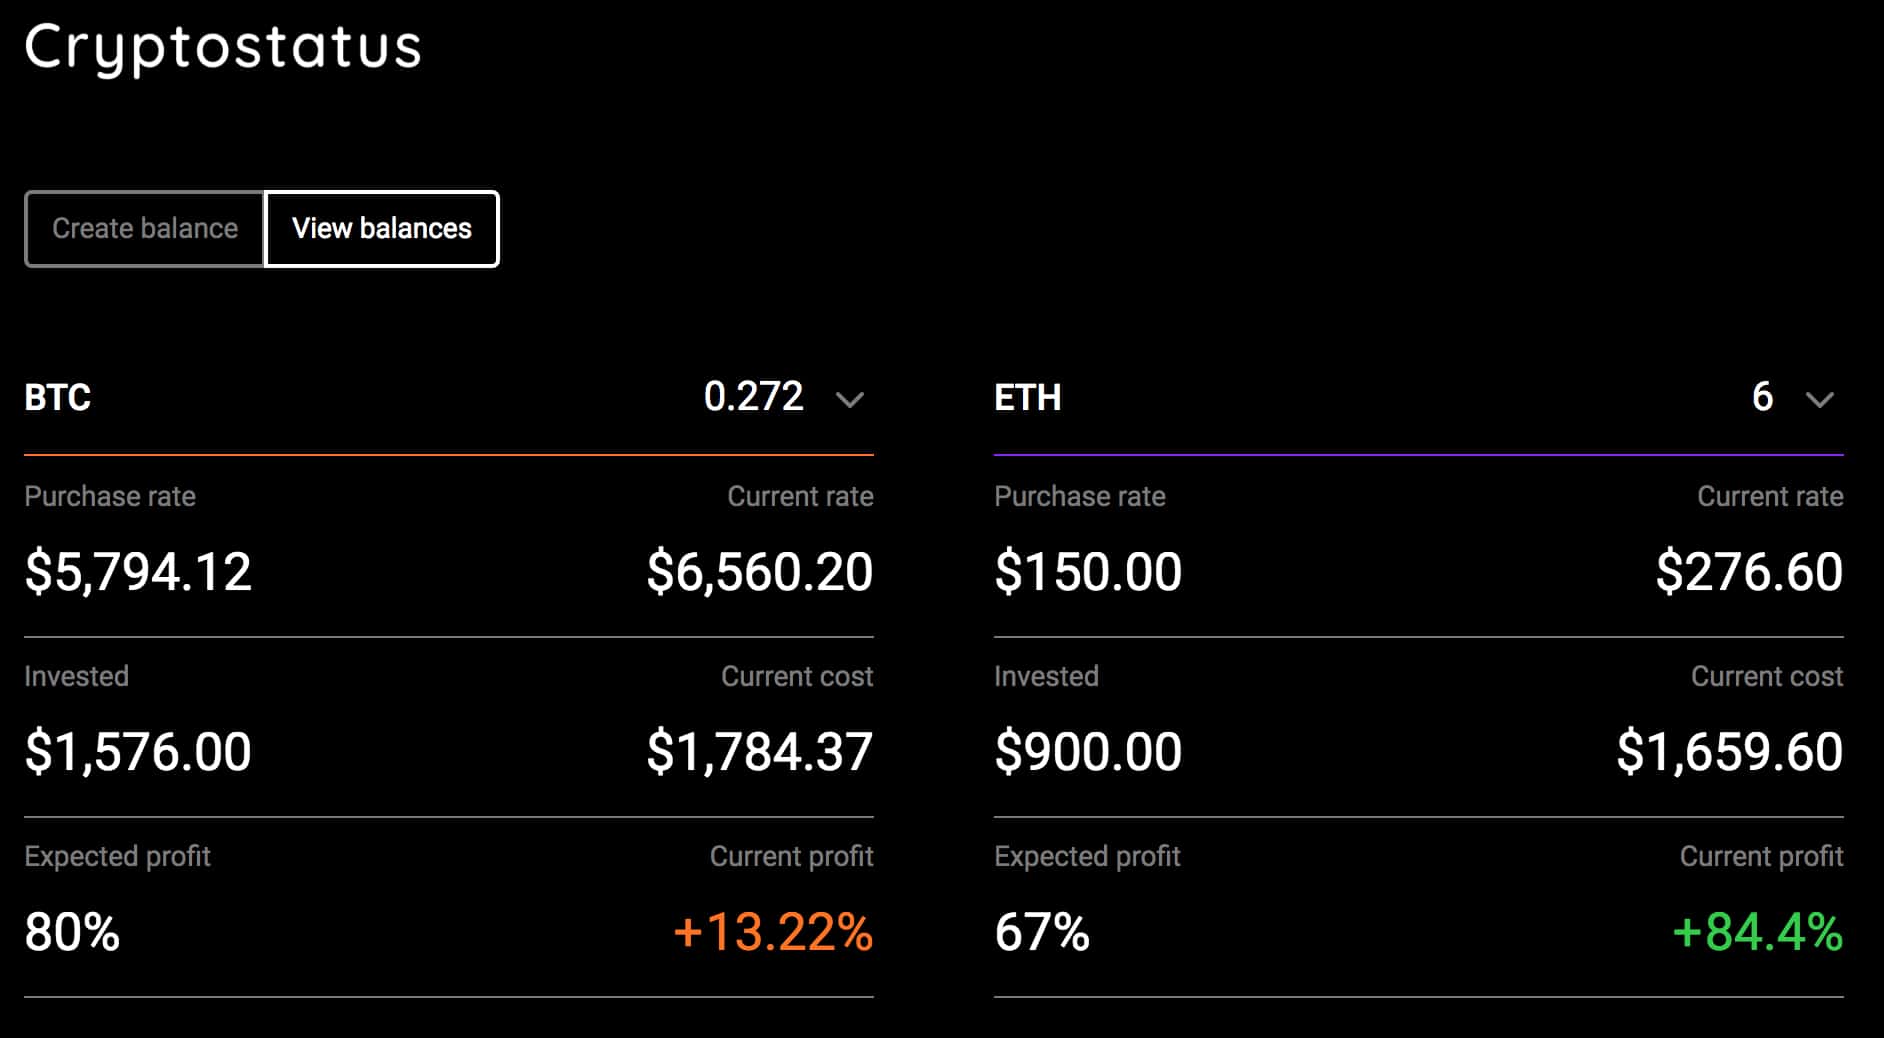 Cryptostatus
Create balance View balances
BTC 0.272
Purchase rate Current rate
$5,794.12 $6,560.20
Invested Current cost
$1,576.00 $1,784.37
Expected profit Current profit
80% +13.22%
ETH 6
Purchase rate Current rate
$150.00 $276.60
Invested Current cost
$900.00 $1,659.60
Expected profit Current profit
67% +84.4%